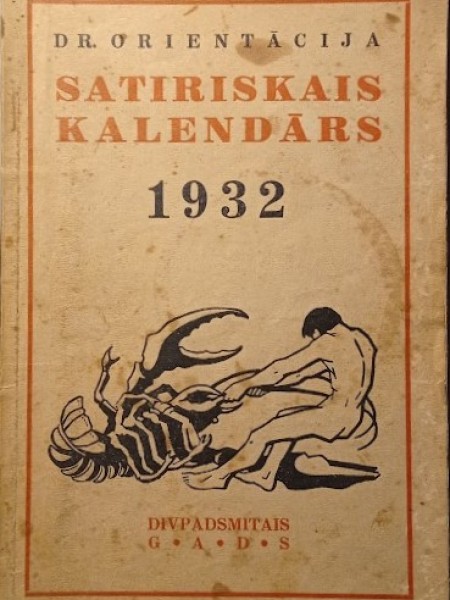 DR. ORIENTĀCIJA
SATIRISKAIS
KALENDĀRS
1932
DIVPADSMITAIS
G•A•D•S